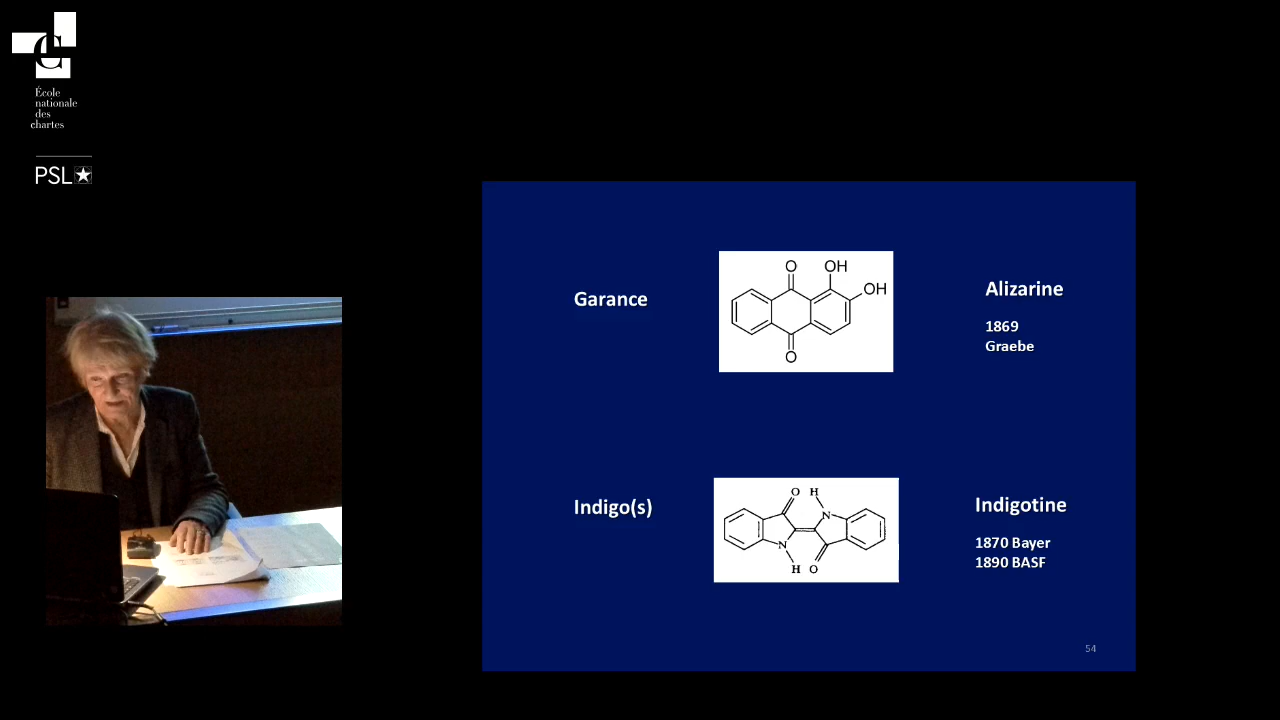 École
nationale
des
chartes
PSL
Garance
O
OH
OH
O
Alizarine
1869
Graebe
Indigo(s)
O
H
N
N
H
O
Indigotine
1870 Bayer
1890 BASF
54